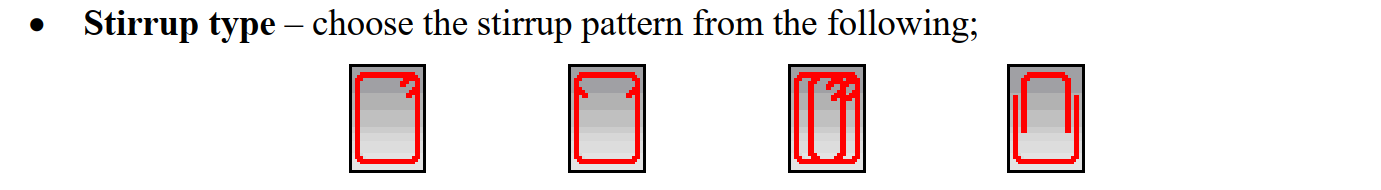 • Stirrup type – choose the stirrup pattern from the following;